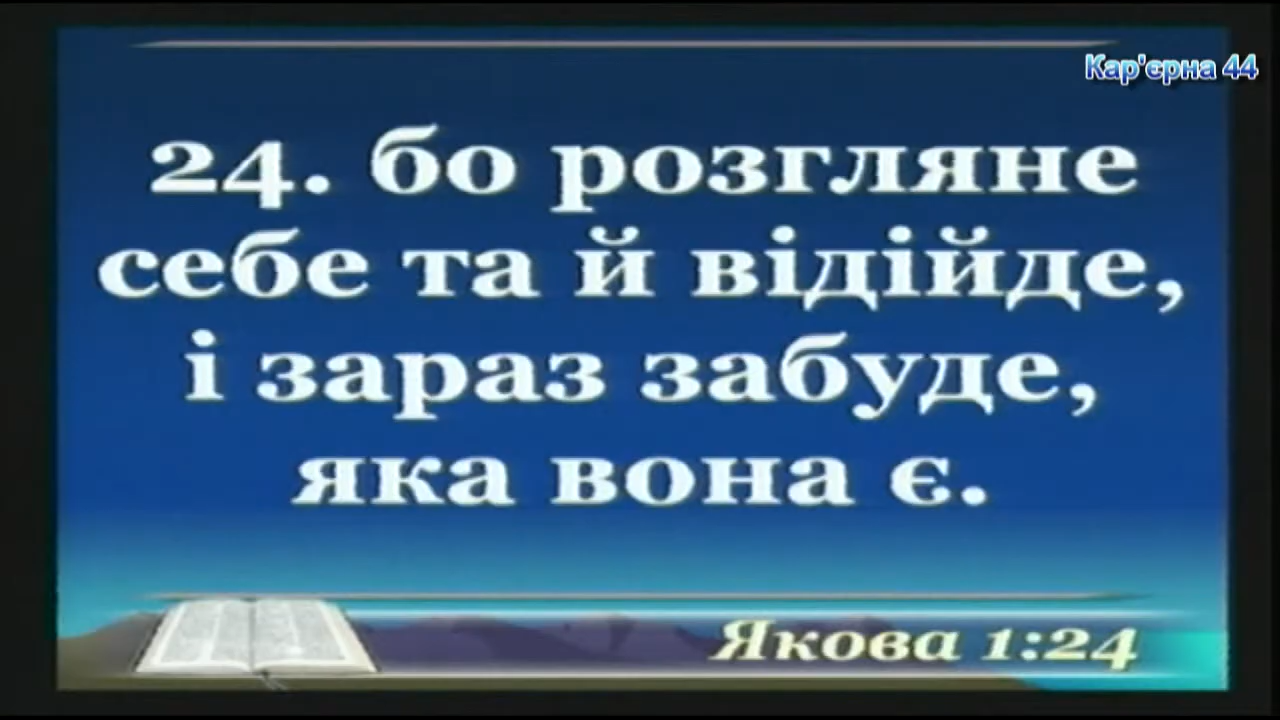 Кар'єрна 44
24. бо розгляне
себе та й відійде,
і зараз забуде,
яка вона є.
Якова 1:24